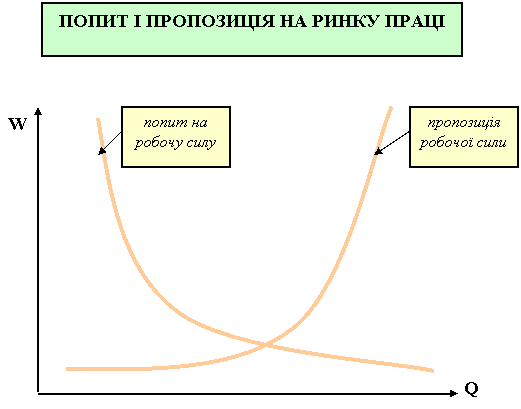 ПОПИТ І ПРОПОЗИЦІЯ НА РИНКУ ПРАЦІ
W
попит на
робочу силу
пропозиція
робочої сили
Q